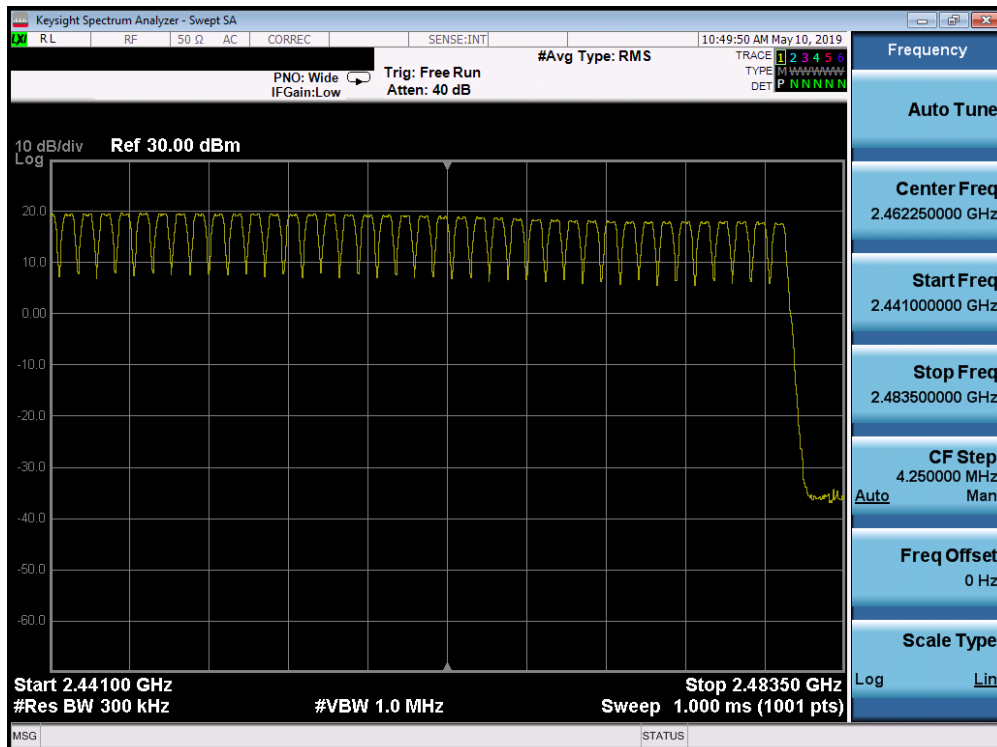 Keysight Spectrum Analyzer - Swept SA
LXI RL RF 50 Ω AC CORREC SENSE:INT 10:49:50 AM May 10, 2019
Frequency
#Avg Type: RMS
TRACE 1 2 3 4 5 6
TYPE M WWWWW
DET P N N N N N
PNO: Wide
IFGain:Low
Trig: Free Run
Atten: 40 dB
10 dB/div Ref 30.00 dBm
Log
20.0
10.0
0.00
-10.0
-20.0
-30.0
-40.0
-50.0
-60.0
Start 2.44100 GHz Stop 2.48350 GHz
#Res BW 300 kHz #VBW 1.0 MHz Sweep 1.000 ms (1001 pts)
MSG STATUS
Auto Tune
Center Freq
2.462250000 GHz
Start Freq
2.441000000 GHz
Stop Freq
2.483500000 GHz
CF Step
4.250000 MHz
Auto Man
Freq Offset
0 Hz
Scale Type
Log Lin